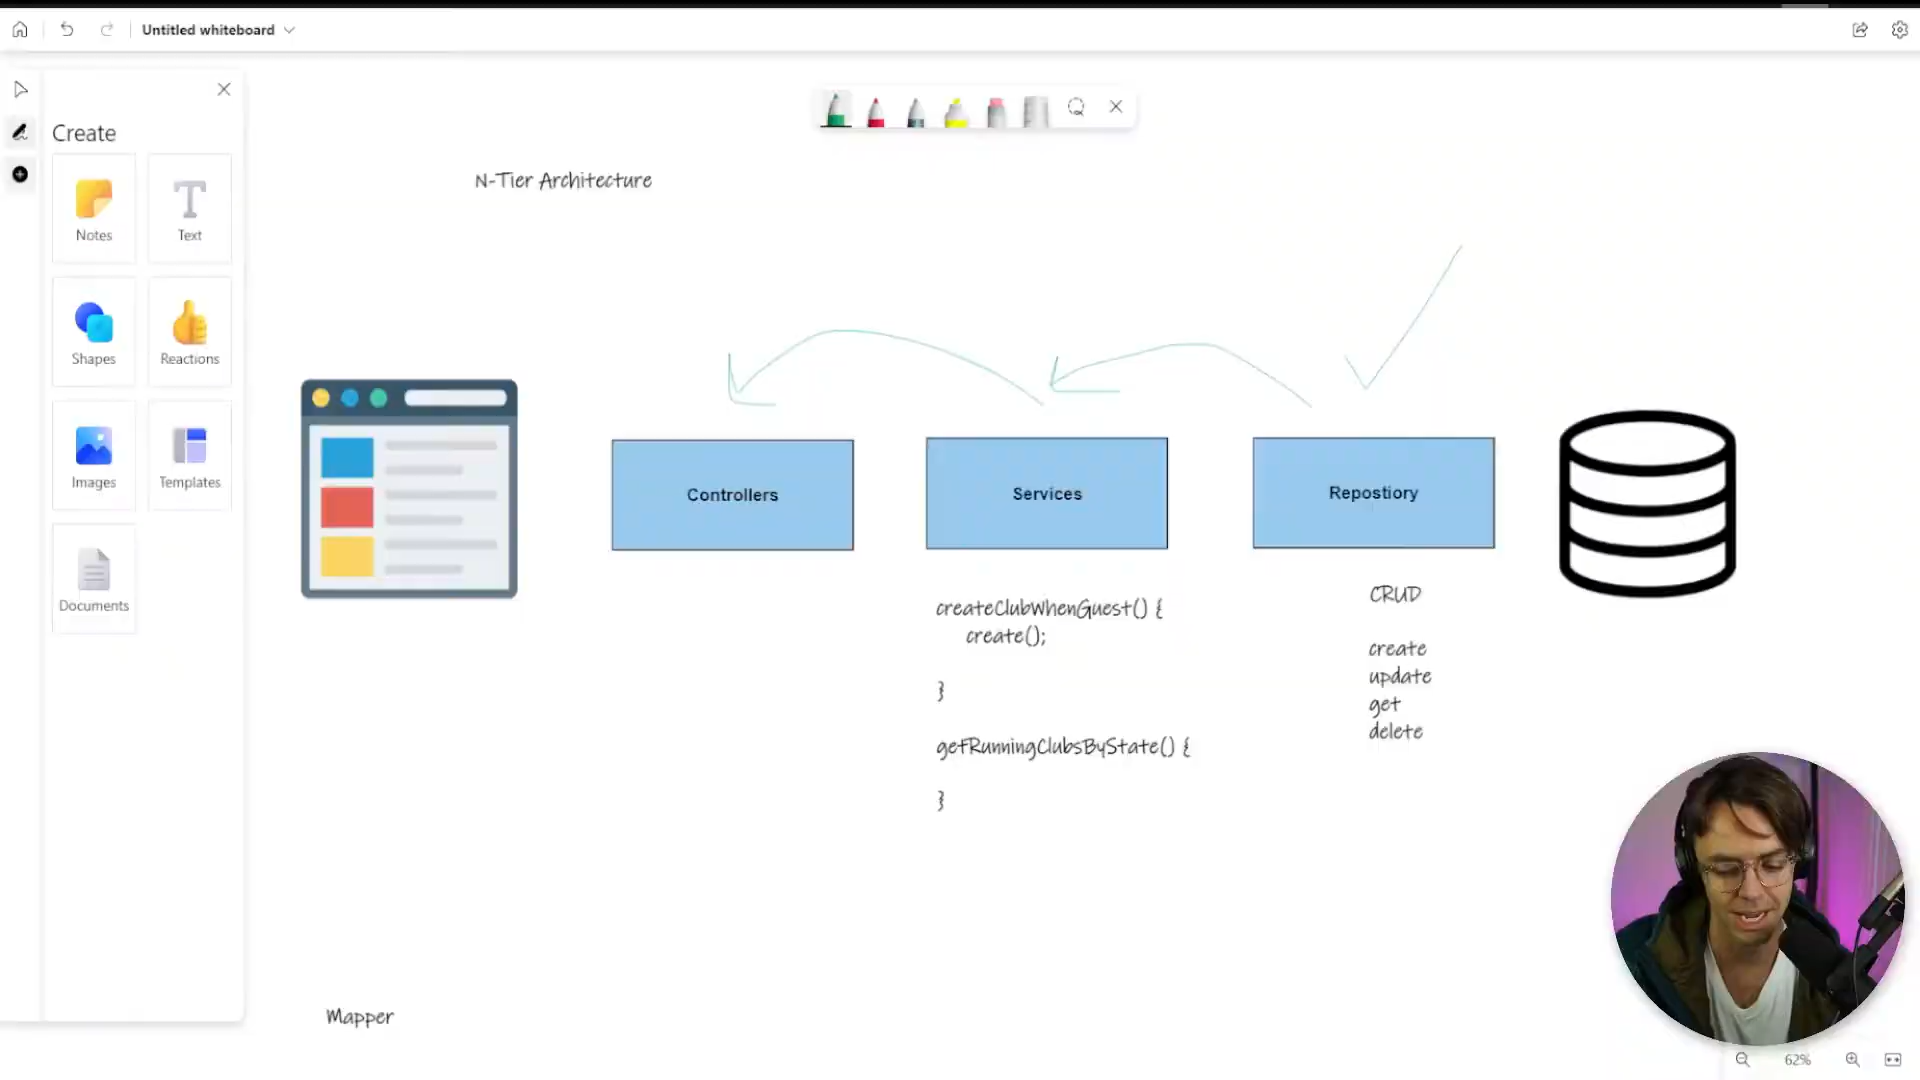 Untitled whiteboard
Create
Notes
Text
Shapes
Reactions
Images
Templates
Documents
N-Tier Architecture
Controllers
Services
Repostiory
createClubWhenGuest() {
create();
}
getRunningClubsByState() {
}
CRUD
create
update
get
delete
Mapper
62%